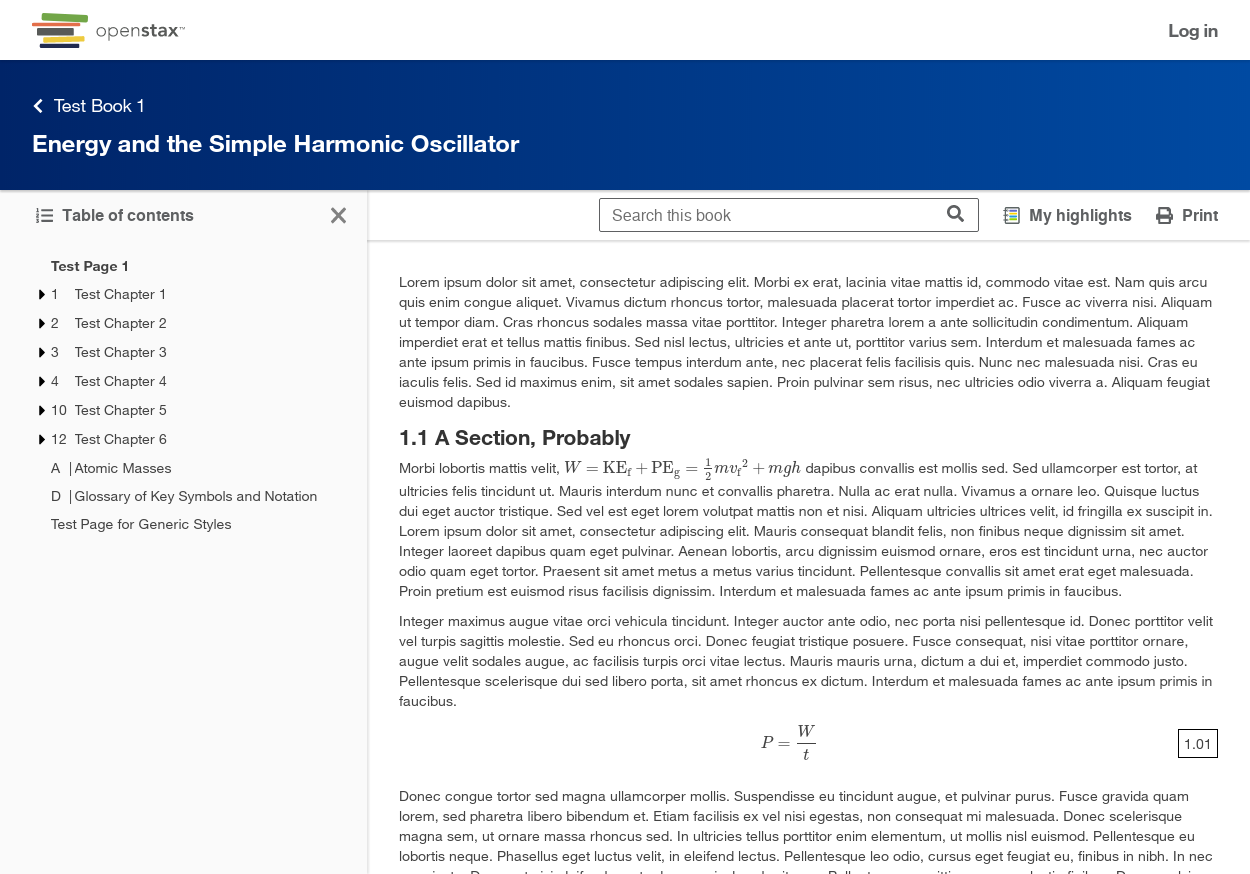 openstax™
Log in
Test Book 1
Energy and the Simple Harmonic Oscillator
Table of contents
Search this book
My highlights
Print
Test Page 1
1 Test Chapter 1
2 Test Chapter 2
3 Test Chapter 3
4 Test Chapter 4
10 Test Chapter 5
12 Test Chapter 6
A | Atomic Masses
D | Glossary of Key Symbols and Notation
Test Page for Generic Styles
Lorem ipsum dolor sit amet, consectetur adipiscing elit. Morbi ex erat, lacinia vitae mattis id, commodo vitae est. Nam quis arcu
quis enim congue aliquet. Vivamus dictum rhoncus tortor, malesuada placerat tortor imperdiet ac. Fusce ac viverra nisi. Aliquam
ut tempor diam. Cras rhoncus sodales massa vitae porttitor. Integer pharetra lorem a ante sollicitudin condimentum. Aliquam
imperdiet erat et tellus mattis finibus. Sed nisl lectus, ultricies et ante ut, porttitor varius sem. Interdum et malesuada fames ac
ante ipsum primis in faucibus. Fusce tempus interdum ante, nec placerat felis facilisis quis. Nunc nec malesuada nisi. Cras eu
iaculis felis. Sed id maximus enim, sit amet sodales sapien. Proin pulvinar sem risus, nec ultricies odio viverra a. Aliquam feugiat
euismod dapibus.
1.1 A Section, Probably
Morbi lobortis mattis velit, W = KE_f + PE_g = 1/2 mv_f² + mgh dapibus convallis est mollis sed. Sed ullamcorper est tortor, at
ultricies felis tincidunt ut. Mauris interdum nunc et convallis pharetra. Nulla ac erat nulla. Vivamus a ornare leo. Quisque luctus
dui eget auctor tristique. Sed vel est eget lorem volutpat mattis non et nisi. Aliquam ultricies ultrices velit, id fringilla ex suscipit in.
Lorem ipsum dolor sit amet, consectetur adipiscing elit. Mauris consequat blandit felis, non finibus neque dignissim sit amet.
Integer laoreet dapibus quam eget pulvinar. Aenean lobortis, arcu dignissim euismod ornare, eros est tincidunt urna, nec auctor
odio quam eget tortor. Praesent sit amet metus a metus varius tincidunt. Pellentesque convallis sit amet erat eget malesuada.
Proin pretium est euismod risus facilisis dignissim. Interdum et malesuada fames ac ante ipsum primis in faucibus.
Integer maximus augue vitae orci vehicula tincidunt. Integer auctor ante odio, nec porta nisi pellentesque id. Donec porttitor velit
vel turpis sagittis molestie. Sed eu rhoncus orci. Donec feugiat tristique posuere. Fusce consequat, nisi vitae porttitor ornare,
augue velit sodales augue, ac facilisis turpis orci vitae lectus. Mauris mauris urna, dictum a dui et, imperdiet commodo justo.
Pellentesque scelerisque dui sed libero porta, sit amet rhoncus ex dictum. Interdum et malesuada fames ac ante ipsum primis in
faucibus.
P = W/t
1.01
Donec congue tortor sed magna ullamcorper mollis. Suspendisse eu tincidunt augue, et pulvinar purus. Fusce gravida quam
lorem, sed pharetra libero bibendum et. Etiam facilisis ex vel nisi egestas, non consequat mi malesuada. Donec scelerisque
magna sem, ut ornare massa rhoncus sed. In ultricies tellus porttitor enim elementum, ut mollis nisl euismod. Pellentesque eu
lobortis neque. Phasellus eget luctus velit, in eleifend lectus. Pellentesque leo odio, cursus eget feugiat eu, finibus in nibh. In nec